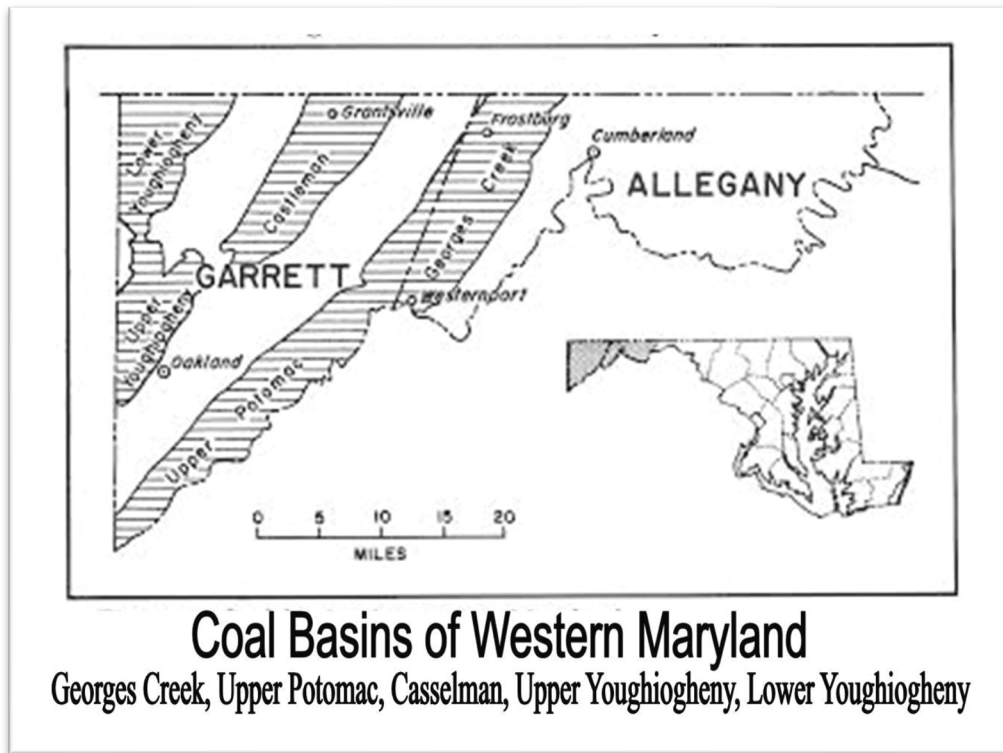 Lower
Youghiogheny
Grantsville
Castleman
Frostburg
Georges Creek
Cumberland
ALLEGANY
GARRETT
Westernport
Upper
Youghiogheny
Oakland
Upper Potomac
0 5 10 15 20
MILES
Coal Basins of Western Maryland
Georges Creek, Upper Potomac, Casselman, Upper Youghiogheny, Lower Youghiogheny